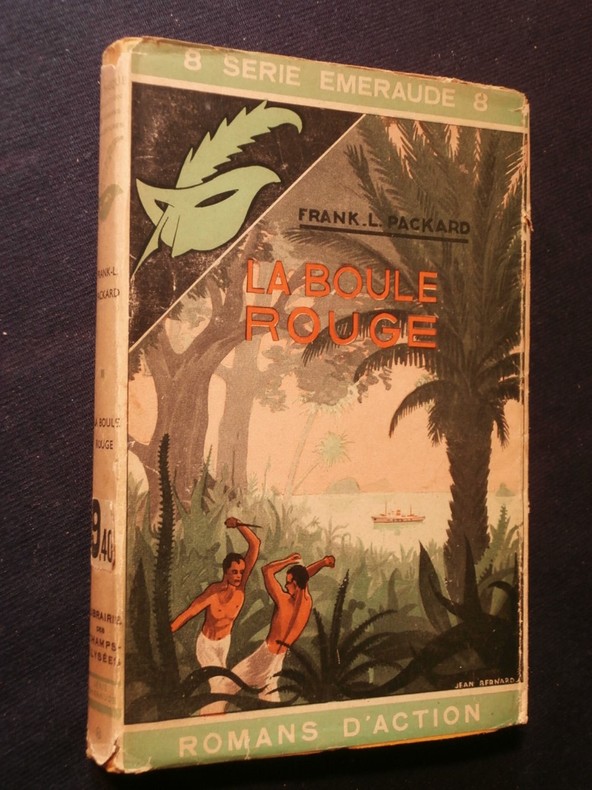 8 SERIE EMERAUDE 8
FRANK.L. PACKARD
LA BOULE
ROUGE
JEAN BERNARD
ROMANS D'ACTION
FRANK-L.
PACKARD
LA BOULE
ROUGE
9,40
LIBRAIRIE
DES
CHAMPS-
ELYSÉES